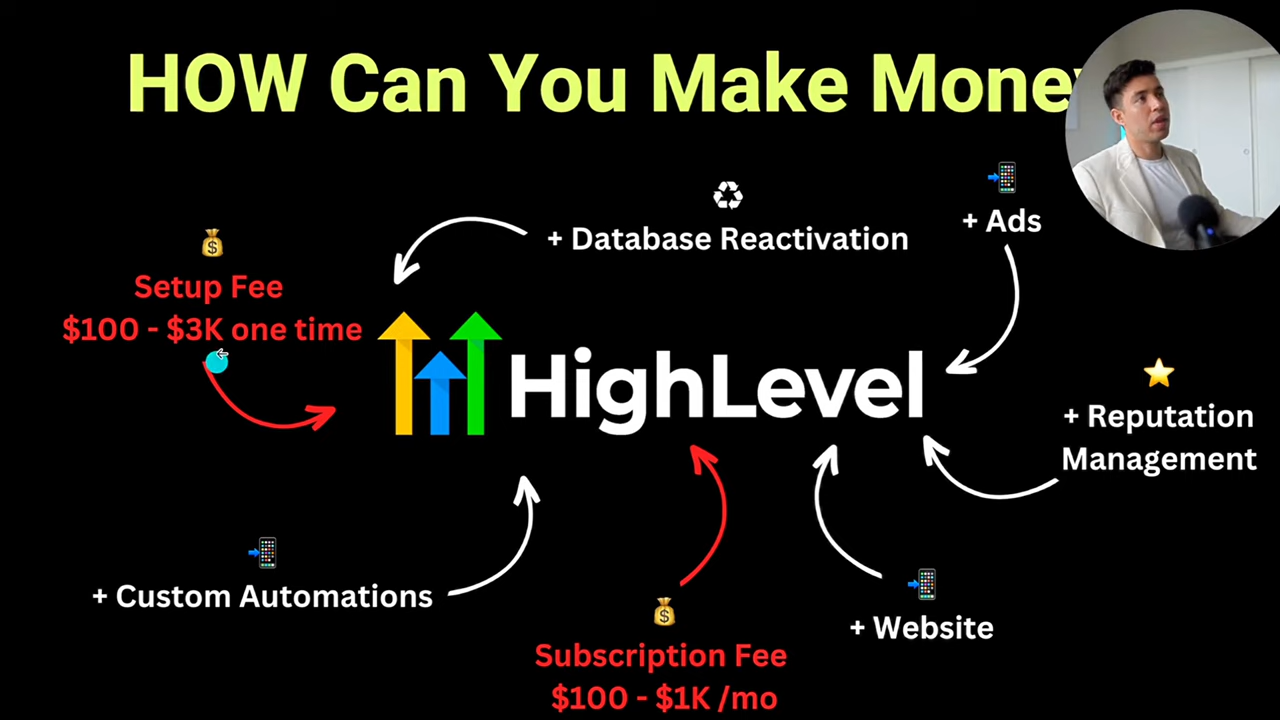 HOW Can You Make Money
+ Database Reactivation
+ Ads
Setup Fee
$100 - $3K one time
HighLevel
+ Reputation
Management
+ Custom Automations
+ Website
Subscription Fee
$100 - $1K /mo